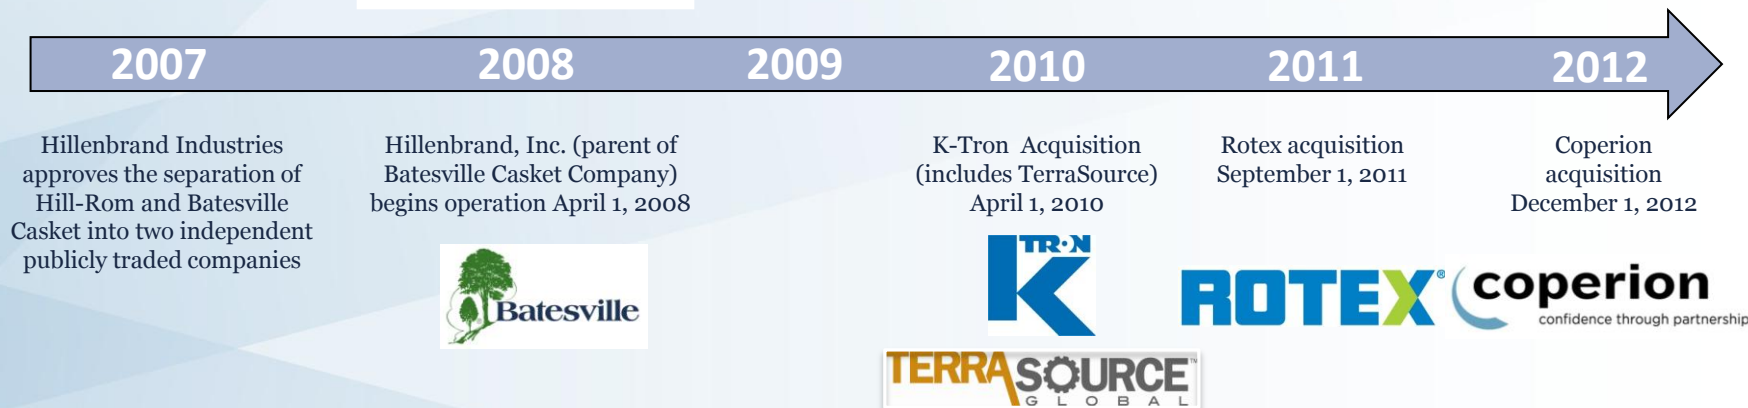 2007 2008 2009 2010 2011 2012
Hillenbrand Industries
approves the separation of
Hill-Rom and Batesville
Casket into two independent
publicly traded companies
Hillenbrand, Inc. (parent of
Batesville Casket Company)
begins operation April 1, 2008
Batesville
K-Tron Acquisition
(includes TerraSource)
April 1, 2010
K TR·N
TERRASOURCE™
GLOBAL
Rotex acquisition
September 1, 2011
ROTEX®
Coperion
acquisition
December 1, 2012
coperion
confidence through partnership